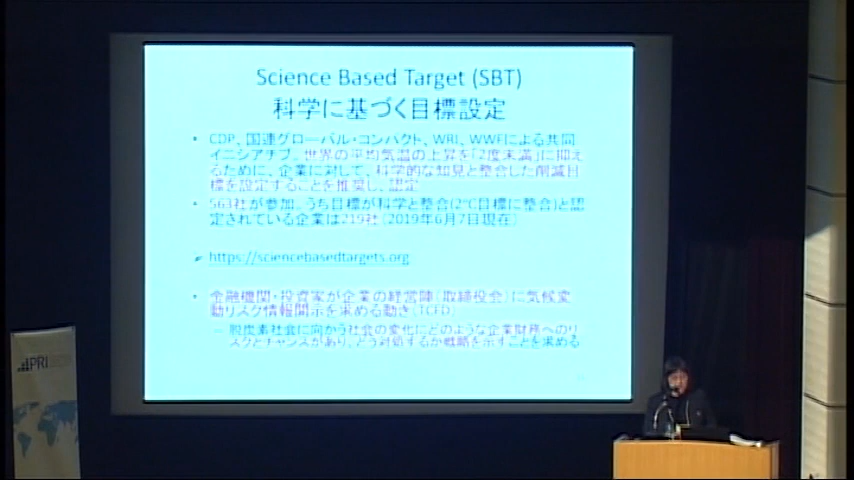 Science Based Target (SBT)
科学に基づく目標設定
• CDP、国連グローバル・コンパクト、WRI、WWFによる共同
イニシアチブ。世界の平均気温の上昇を「2度未満」に抑え
るために、企業に対して、科学的な知見と整合した削減目
標を設定することを推奨し、認定
• 563社が参加。うち目標が科学と整合(2℃目標に整合)と認
定されている企業は219社（2019年6月7日現在）
➢ https://sciencebasedtargets.org
• 金融機関・投資家が企業の経営陣（取締役会）に気候変
動リスク情報開示を求める動き（TCFD）
– 脱炭素社会に向かう社会の変化にどのような企業財務へのリ
スクとチャンスがあり、どう対処するか戦略を示すことを求める
PRI